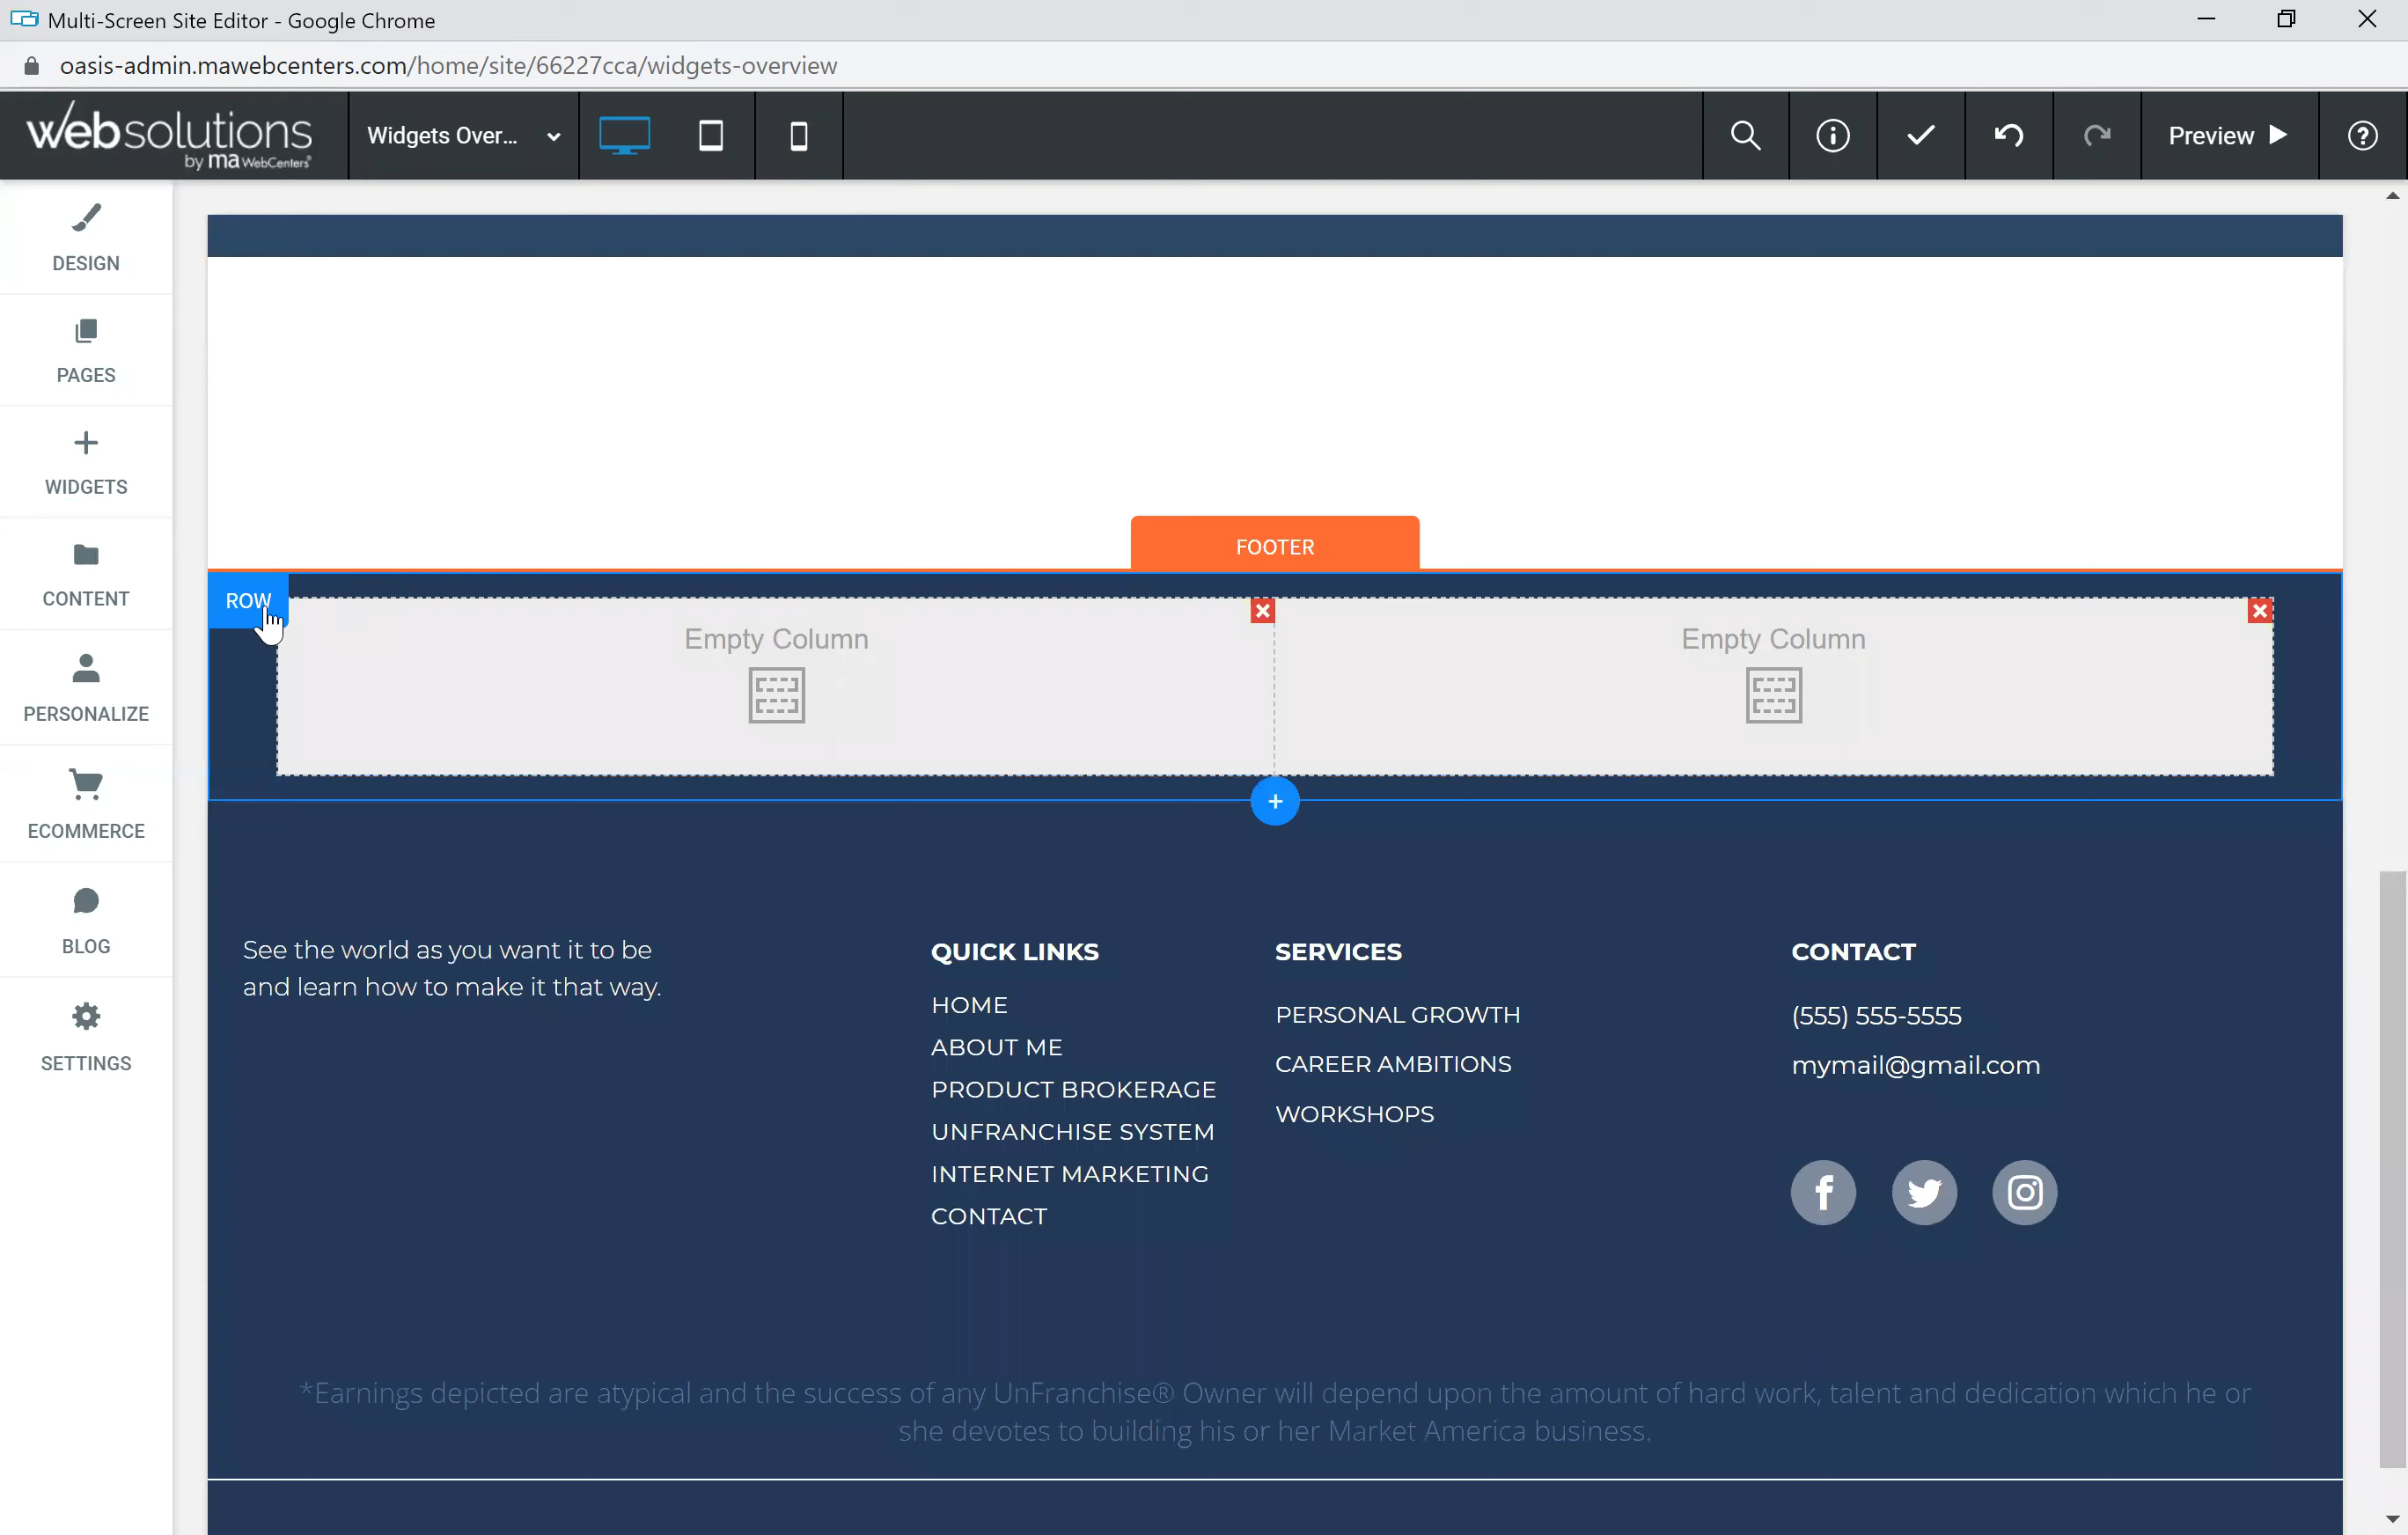 Multi-Screen Site Editor - Google Chrome
oasis-admin.mawebcenters.com/home/site/66227cca/widgets-overview
websolutions
by ma WebCenters
Widgets Over...
Preview
DESIGN
PAGES
WIDGETS
CONTENT
PERSONALIZE
ECOMMERCE
BLOG
SETTINGS
FOOTER
ROW
Empty Column
Empty Column
See the world as you want it to be
and learn how to make it that way.
QUICK LINKS
HOME
ABOUT ME
PRODUCT BROKERAGE
UNFRANCHISE SYSTEM
INTERNET MARKETING
CONTACT
SERVICES
PERSONAL GROWTH
CAREER AMBITIONS
WORKSHOPS
CONTACT
(555) 555-5555
mymail@gmail.com
*Earnings depicted are atypical and the success of any UnFranchise® Owner will depend upon the amount of hard work, talent and dedication which he or
she devotes to building his or her Market America business.